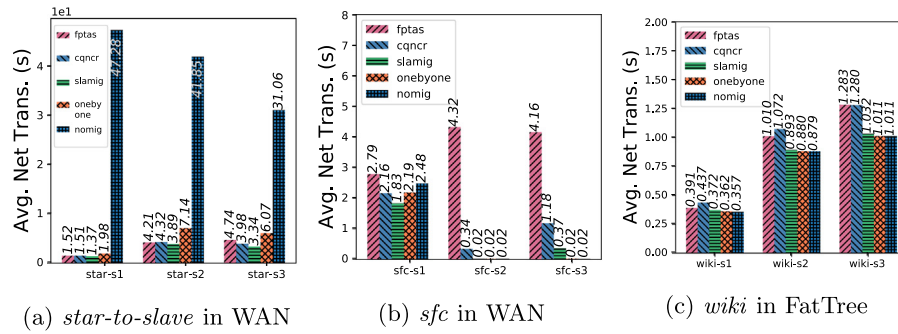 1e1
Avg. Net Trans. (s)
4
3
2
1
0
fptas
cqncr
slamig
oneby
one
nomig
1.52
1.51
1.37
1.98
47.28
4.21
4.32
3.89
7.14
41.85
4.74
3.98
3.34
6.07
31.06
star-s1
star-s2
star-s3
(a) star-to-slave in WAN
Avg. Net Trans. (s)
8
7
6
5
4
3
2
1
0
fptas
cqncr
slamig
onebyone
nomig
2.79
2.16
1.83
2.19
2.48
4.32
0.34
0.02
0.02
0.02
4.16
1.18
0.37
0.02
0.02
sfc-s1
sfc-s2
sfc-s3
(b) sfc in WAN
Avg. Net Trans. (s)
2.00
1.75
1.50
1.25
1.00
0.75
0.50
0.25
0.00
fptas
cqncr
slamig
onebyone
nomig
0.391
0.437
0.372
0.362
0.357
1.010
1.072
0.893
0.880
0.879
1.283
1.280
1.032
1.011
1.011
wiki-s1
wiki-s2
wiki-s3
(c) wiki in FatTree